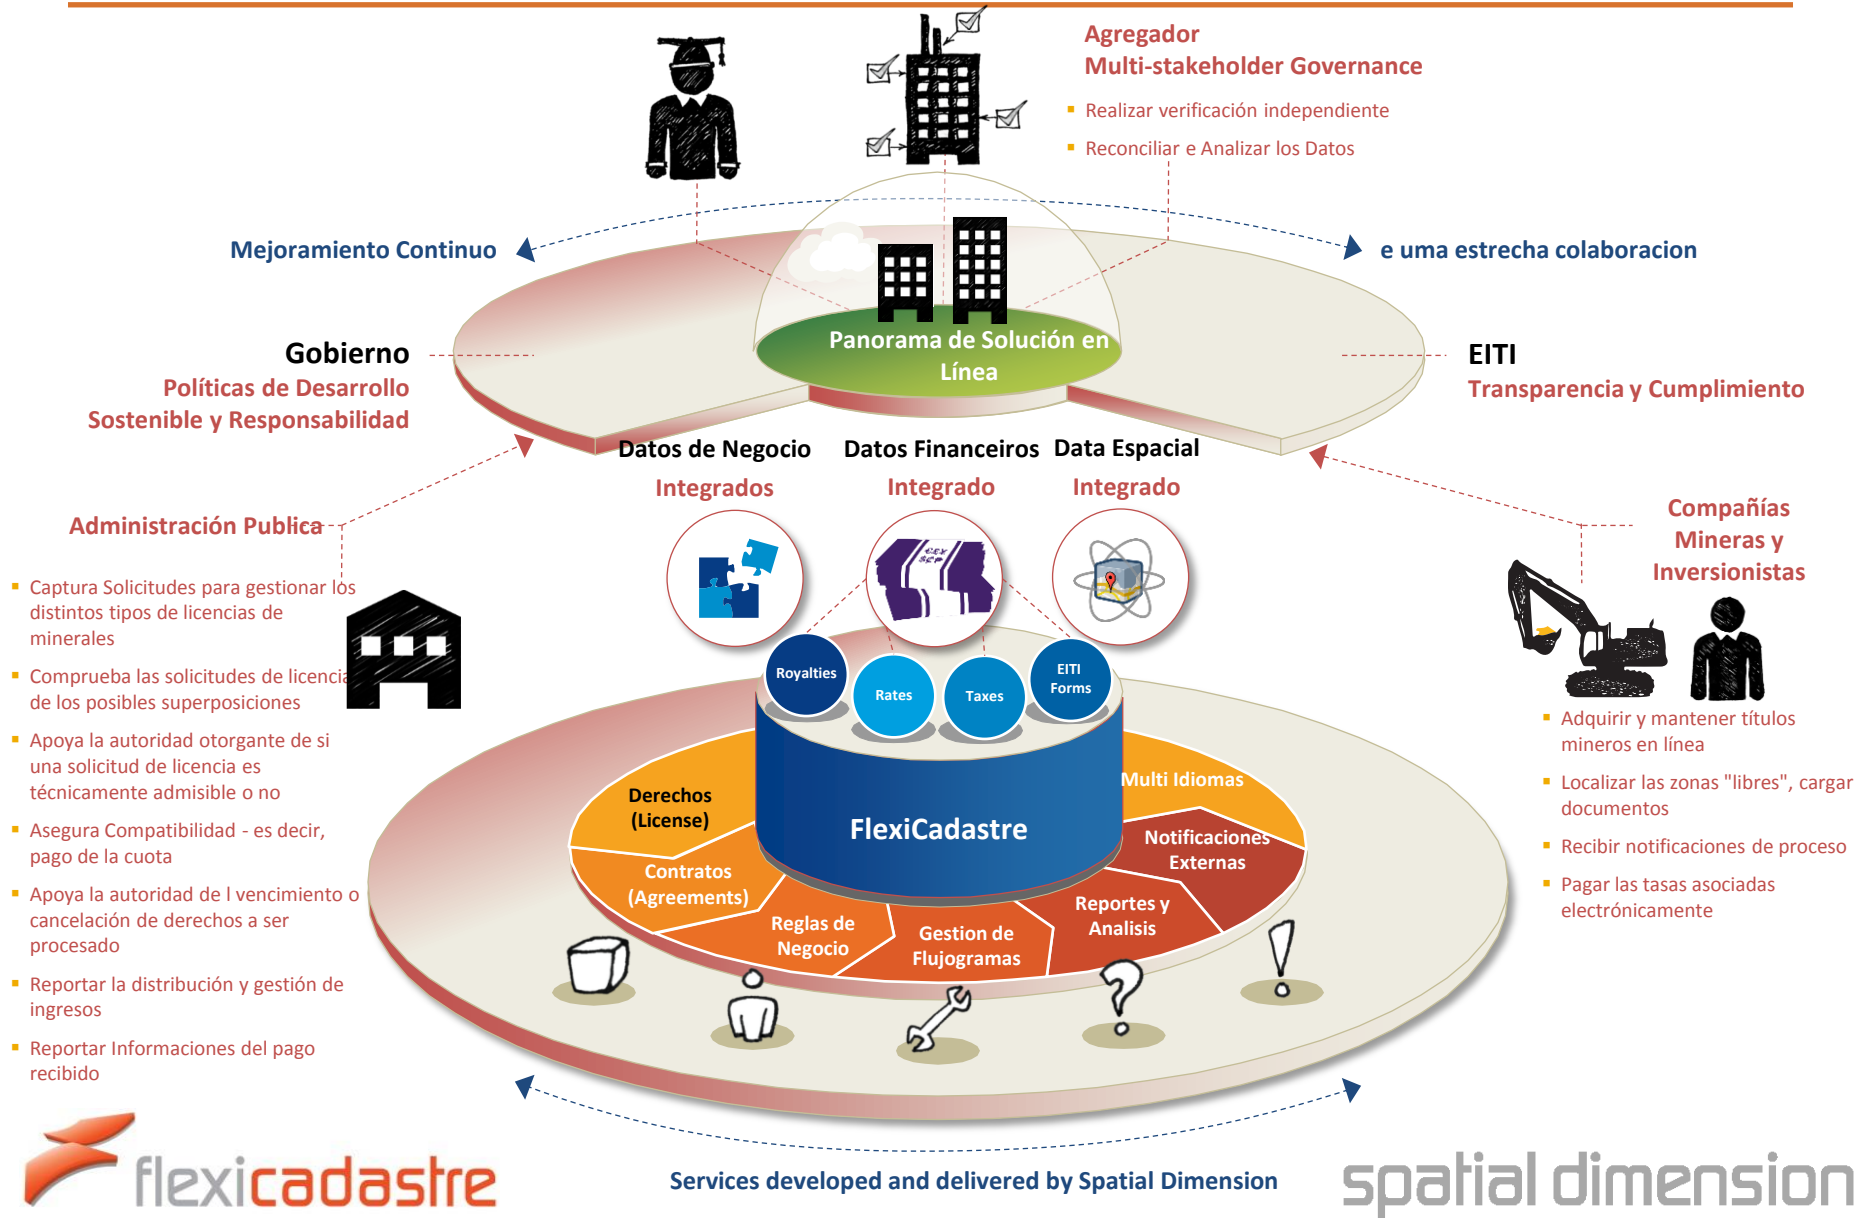 Agregador
Multi-stakeholder Governance
Realizar verificación independiente
Reconciliar e Analizar los Datos
Mejoramiento Continuo
e uma estrecha colaboracion
Panorama de Solución en
Línea
Gobierno
Políticas de Desarrollo
Sostenible y Responsabilidad
EITI
Transparencia y Cumplimiento
Datos de Negocio
Integrados
Datos Financeiros
Integrado
Data Espacial
Integrado
Administración Publica
Captura Solicitudes para gestionar los
distintos tipos de licencias de
minerales
Comprueba las solicitudes de licencia
de los posibles superposiciones
Apoya la autoridad otorgante de si
una solicitud de licencia es
técnicamente admisible o no
Asegura Compatibilidad - es decir,
pago de la cuota
Apoya la autoridad de l vencimiento o
cancelación de derechos a ser
procesado
Reportar la distribución y gestión de
ingresos
Reportar Informaciones del pago
recibido
Compañías
Mineras y
Inversionistas
Adquirir y mantener títulos
mineros en línea
Localizar las zonas "libres", cargar
documentos
Recibir notificaciones de proceso
Pagar las tasas asociadas
electrónicamente
Royalties
Rates
Taxes
EITI
Forms
FlexiCadastre
Derechos
(License)
Contratos
(Agreements)
Reglas de
Negocio
Gestion de
Flujogramas
Reportes y
Analisis
Notificaciones
Externas
Multi Idiomas
flexicadastre
Services developed and delivered by Spatial Dimension
spatial dimension